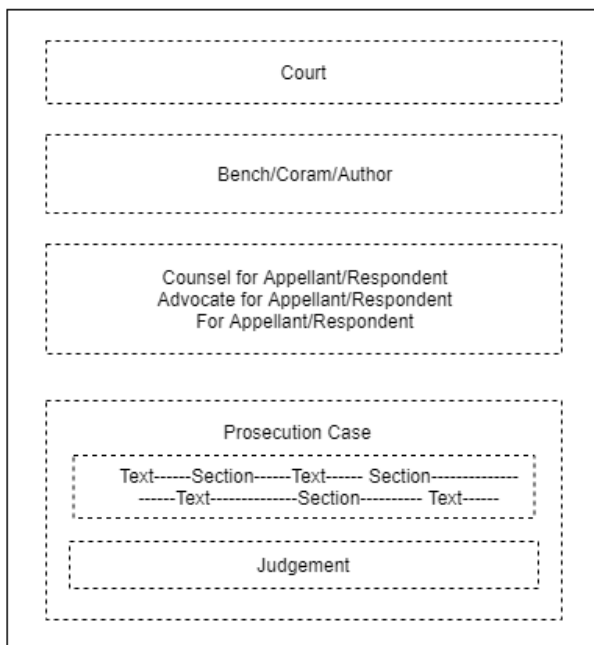 Court
Bench/Coram/Author
Counsel for Appellant/Respondent
Advocate for Appellant/Respondent
For Appellant/Respondent
Prosecution Case
Text------Section------Text------ Section---------------
------Text--------------Section---------- Text------
Judgement